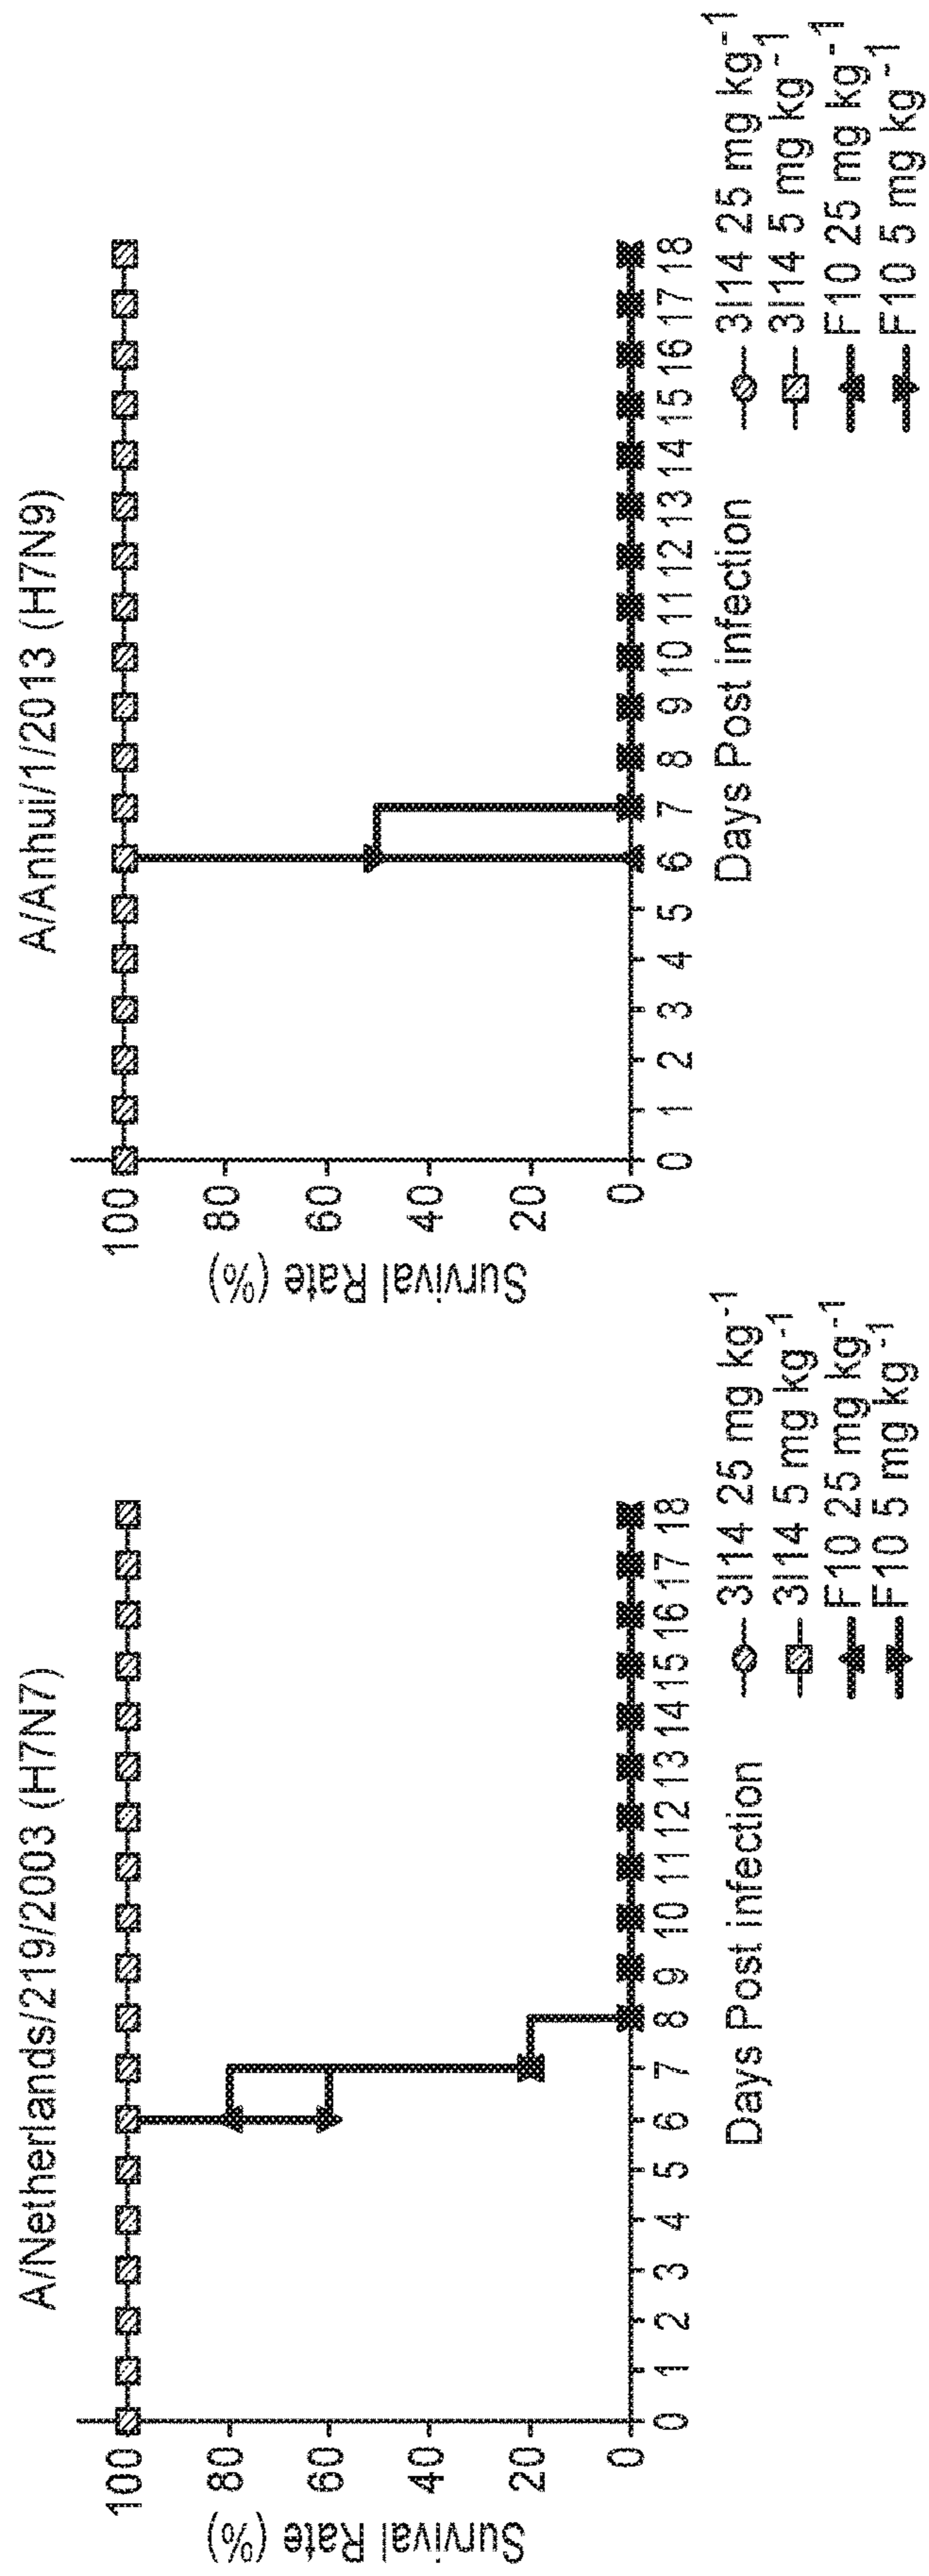 A/Netherlands/219/2003 (H7N7)
Survival Rate (%)
100
80
60
40
20
0
0 1 2 3 4 5 6 7 8 9 10 11 12 13 14 15 16 17 18
Days Post infection
3I14 25 mg kg⁻¹
3I14 5 mg kg⁻¹
F10 25 mg kg⁻¹
F10 5 mg kg⁻¹
A/Anhui/1/2013 (H7N9)
Survival Rate (%)
100
80
60
40
20
0
0 1 2 3 4 5 6 7 8 9 10 11 12 13 14 15 16 17 18
Days Post infection
3I14 25 mg kg⁻¹
3I14 5 mg kg⁻¹
F10 25 mg kg⁻¹
F10 5 mg kg⁻¹